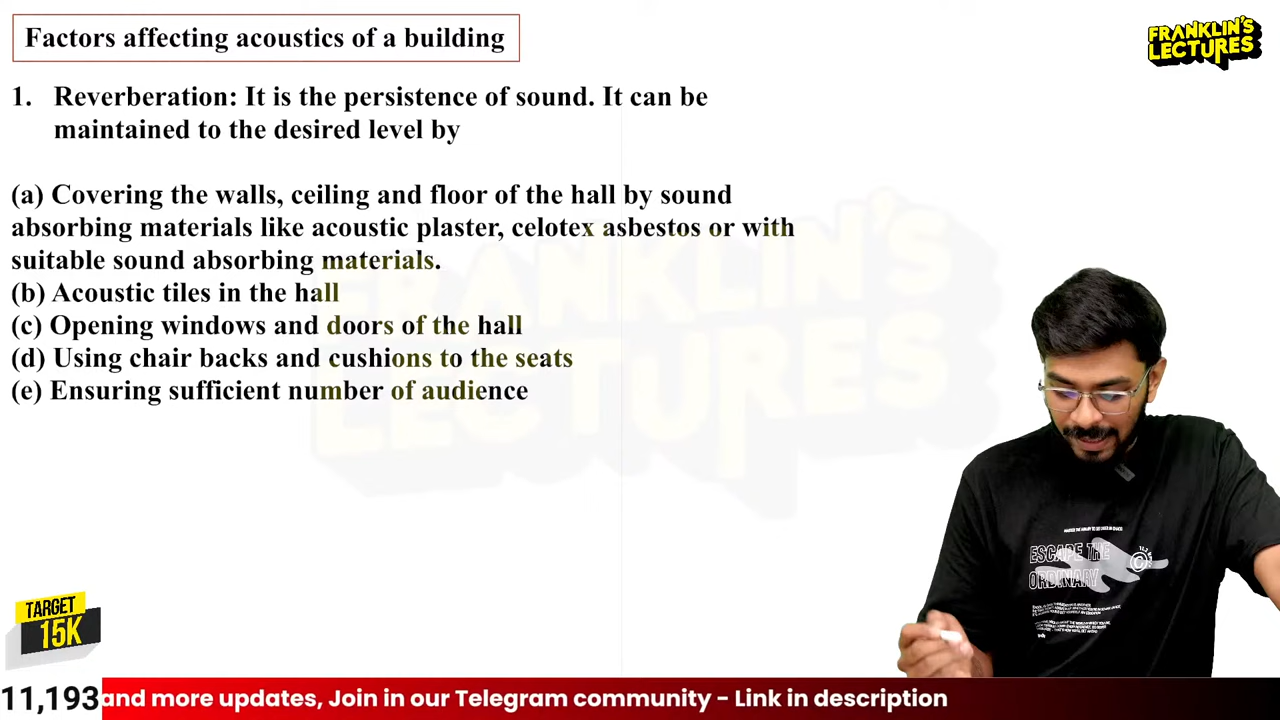 Factors affecting acoustics of a building
FRANKLIN'S
LECTURES
1. Reverberation: It is the persistence of sound. It can be
maintained to the desired level by
(a) Covering the walls, ceiling and floor of the hall by sound
absorbing materials like acoustic plaster, celotex asbestos or with
suitable sound absorbing materials.
(b) Acoustic tiles in the hall
(c) Opening windows and doors of the hall
(d) Using chair backs and cushions to the seats
(e) Ensuring sufficient number of audience
FRANKLIN'S
LECTURES
ESCAPE THE
ORDINARY
TARGET
15K
11,193
and more updates, Join in our Telegram community - Link in description